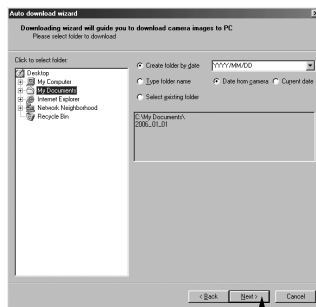 Auto download wizard
Downloading wizard will guide you to download camera images to PC
Please select folder to download
Click to select folder:
Desktop
My Computer
My Documents
Internet Explorer
Network Neighborhood
Recycle Bin
Create folder by date
YYYY/MM/DD
Type folder name
Date from camera
Current date
Select existing folder
C:\My Documents\
2006_01_01
< Back
Next >
Cancel